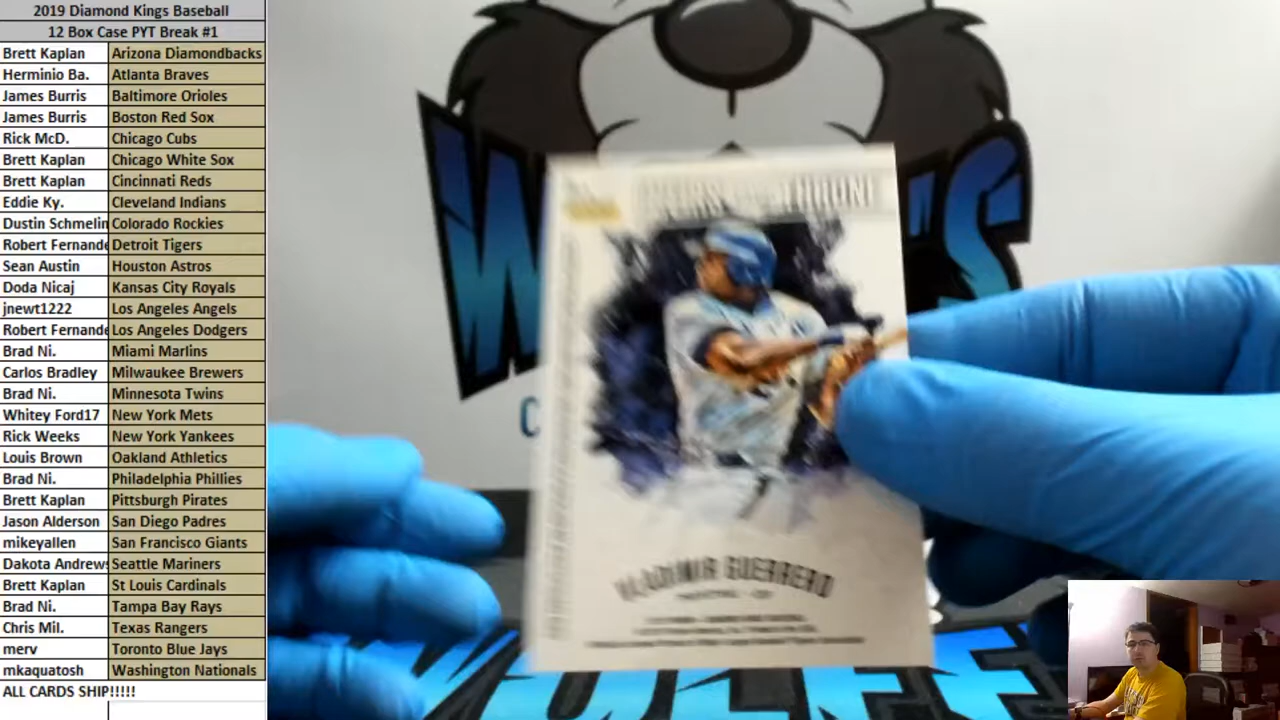 2019 Diamond Kings Baseball
12 Box Case PYT Break #1
Brett Kaplan Arizona Diamondbacks
Herminio Ba. Atlanta Braves
James Burris Baltimore Orioles
James Burris Boston Red Sox
Rick McD. Chicago Cubs
Brett Kaplan Chicago White Sox
Brett Kaplan Cincinnati Reds
Eddie Ky. Cleveland Indians
Dustin Schmelin Colorado Rockies
Robert Fernande Detroit Tigers
Sean Austin Houston Astros
Doda Nicaj Kansas City Royals
jnewt1222 Los Angeles Angels
Robert Fernande Los Angeles Dodgers
Brad Ni. Miami Marlins
Carlos Bradley Milwaukee Brewers
Brad Ni. Minnesota Twins
Whitey Ford17 New York Mets
Rick Weeks New York Yankees
Louis Brown Oakland Athletics
Brad Ni. Philadelphia Phillies
Brett Kaplan Pittsburgh Pirates
Jason Alderson San Diego Padres
mikeyallen San Francisco Giants
Dakota Andrews Seattle Mariners
Brett Kaplan St Louis Cardinals
Brad Ni. Tampa Bay Rays
Chris Mil. Texas Rangers
merv Toronto Blue Jays
mkaquatosh Washington Nationals
ALL CARDS SHIP!!!!!
VLADIMIR GUERRERO